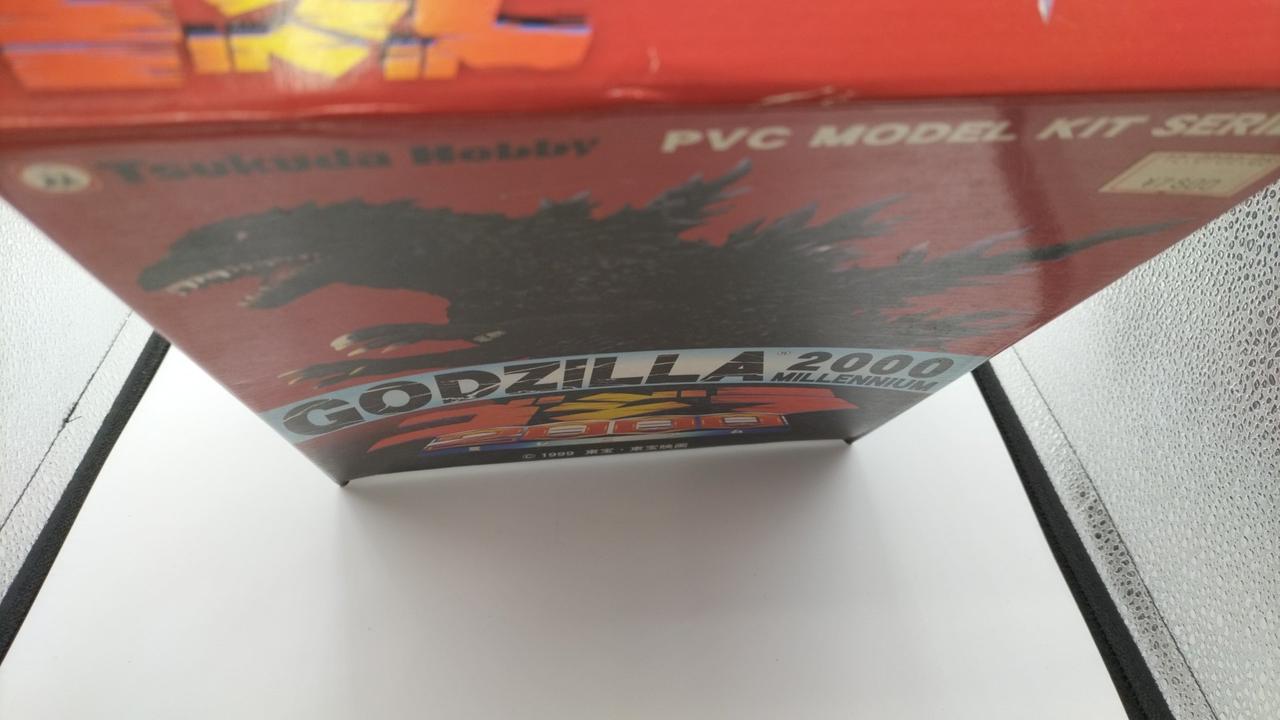 Tsukuda Hobby
PVC MODEL KIT
¥7800
GODZILLA® 2000
MILLENNIUM
ゴジラ
2000
© 1999 東宝・東宝映画